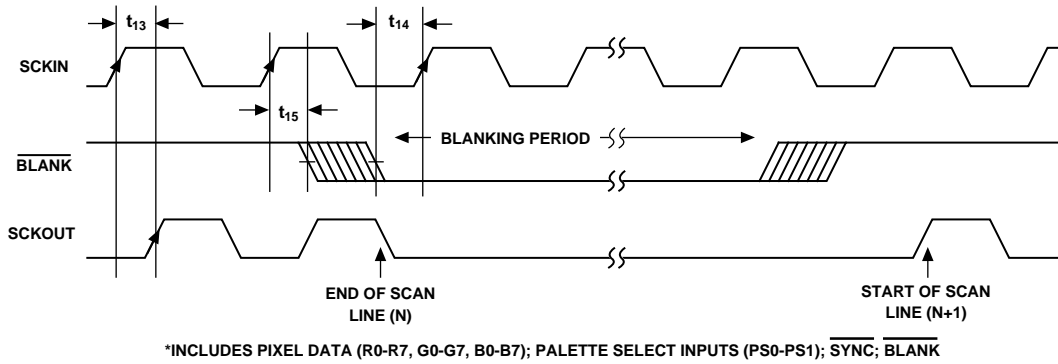 t13
t14
SCKIN
t15
BLANKING PERIOD
BLANK
SCKOUT
END OF SCAN
LINE (N)
START OF SCAN
LINE (N+1)
*INCLUDES PIXEL DATA (R0-R7, G0-G7, B0-B7); PALETTE SELECT INPUTS (PS0-PS1); SYNC; BLANK